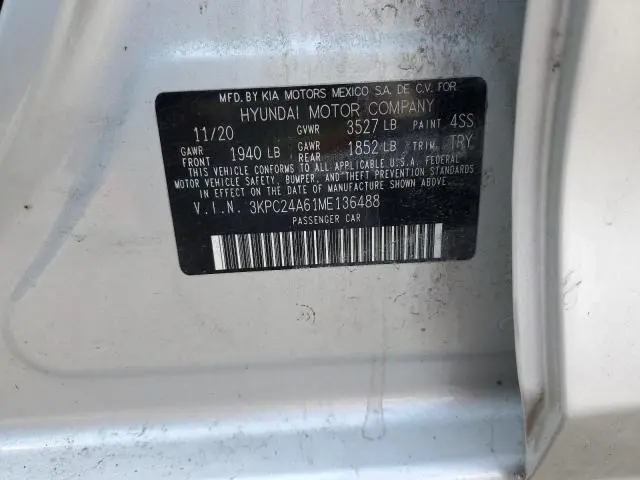 MFD. BY KIA MOTORS MEXICO S.A. DE C.V. FOR
HYUNDAI MOTOR COMPANY
11/20 GVWR 3527 LB PAINT 4SS
GAWR FRONT 1940 LB GAWR REAR 1852 LB TRIM TRY
THIS VEHICLE CONFORMS TO ALL APPLICABLE U.S.A. FEDERAL
MOTOR VEHICLE SAFETY, BUMPER, AND THEFT PREVENTION STANDARDS
IN EFFECT ON THE DATE OF MANUFACTURE SHOWN ABOVE.
V.I.N. 3KPC24A61ME136488
PASSENGER CAR